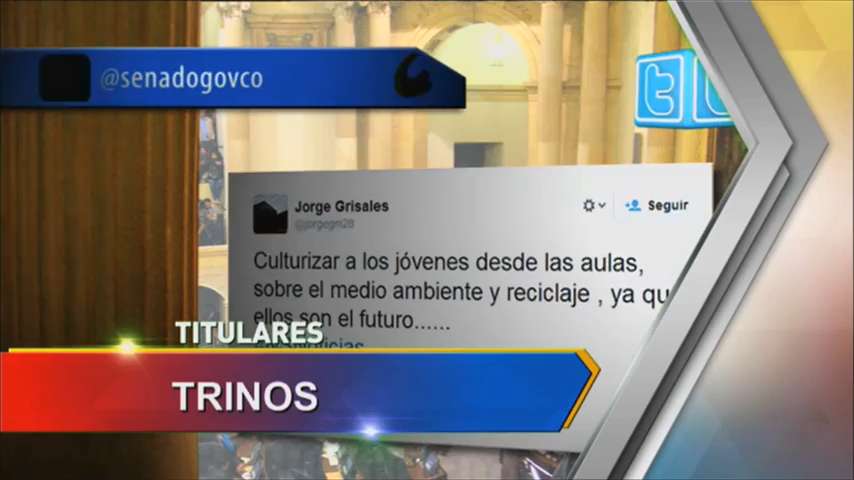 @senadogovco
Jorge Grisales
@jorgegm28
Seguir
Culturizar a los jóvenes desde las aulas,
sobre el medio ambiente y reciclaje , ya qu
ellos son el futuro......
TITULARES
TRINOS